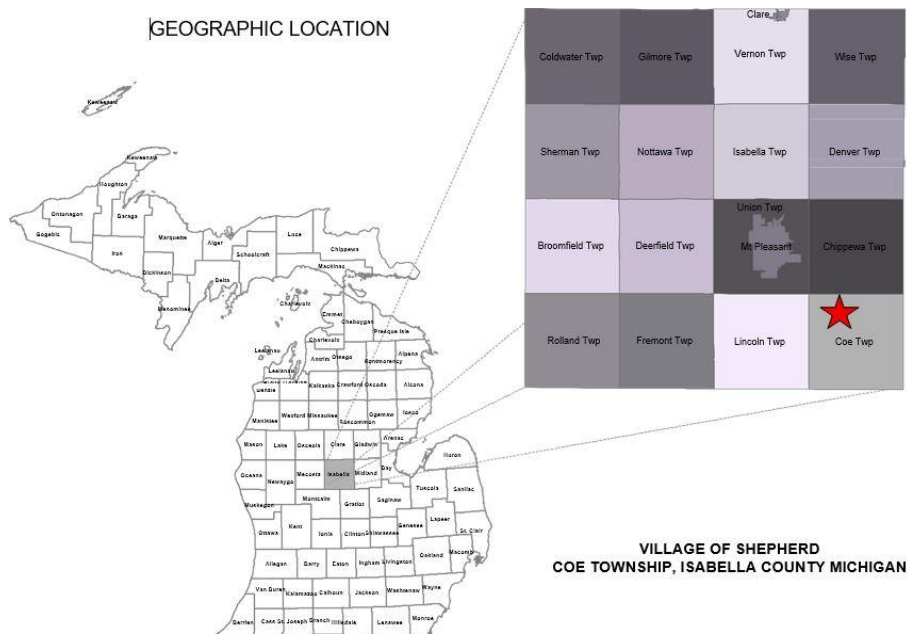 GEOGRAPHIC LOCATION
Clare
Coldwater Twp
Gilmore Twp
Vernon Twp
Wise Twp
Sherman Twp
Nottawa Twp
Isabella Twp
Denver Twp
Union Twp
Broomfield Twp
Deerfield Twp
Mt Pleasant
Chippewa Twp
Rolland Twp
Fremont Twp
Lincoln Twp
Coe Twp
Keweenaw
Keweenaw
Houghton
Ontonagon
Baraga
Gogebic
Iron
Marquette
Alger
Luce
Chippewa
Schoolcraft
Mackinac
Dickinson
Delta
Menominee
Charlevoix
Emmet
Cheboygan
Presque Isle
Charlevoix
Leelanau
Leelanau
Antrim
Otsego
Montmorency
Alpena
Benzie
Kalkaska
Crawford
Oscoda
Alcona
Manistee
Wexford
Missaukee
Roscommon
Ogemaw
Iosco
Mason
Lake
Osceola
Clare
Gladwin
Arenac
Huron
Oceana
Newaygo
Mecosta
Isabella
Midland
Bay
Tuscola
Sanilac
Muskegon
Montcalm
Gratiot
Saginaw
Lapeer
Genesee
St. Clair
Ottawa
Kent
Ionia
Clinton
Shiawassee
Oakland
Macomb
Allegan
Barry
Eaton
Ingham
Livingston
Van Buren
Kalamazoo
Calhoun
Jackson
Washtenaw
Wayne
Berrien
Cass
St. Joseph
Branch
Hillsdale
Lenawee
Monroe
VILLAGE OF SHEPHERD
COE TOWNSHIP, ISABELLA COUNTY MICHIGAN